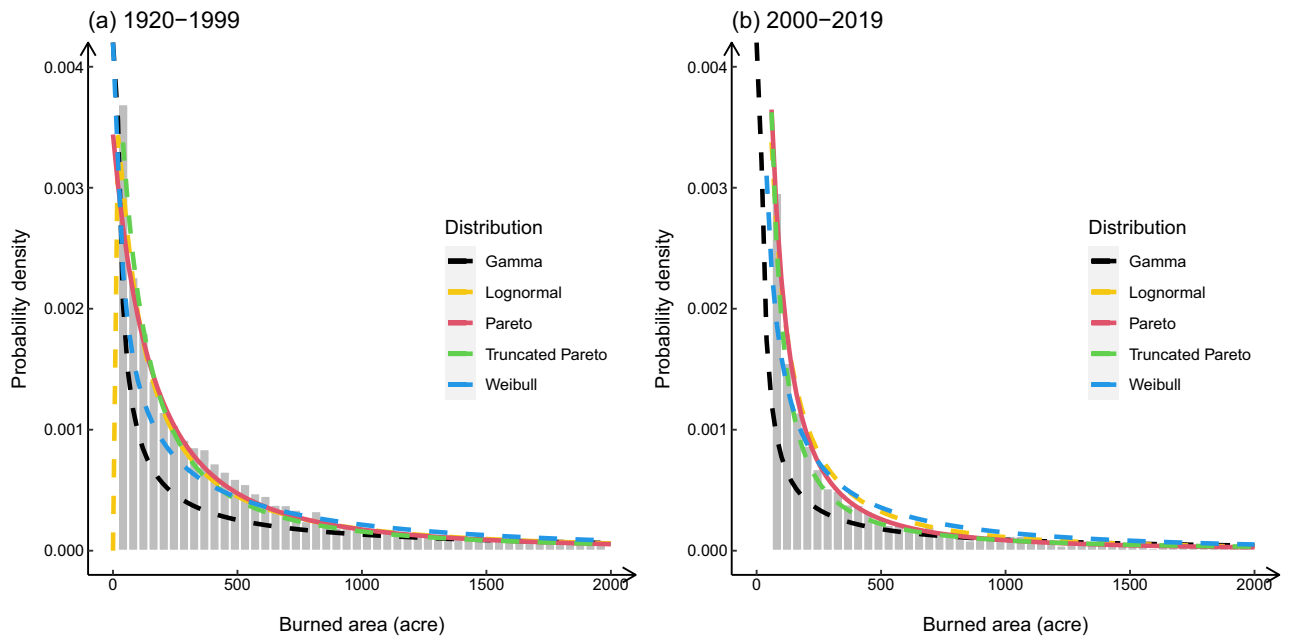 (a) 1920−1999
Probability density
0.004
0.003
0.002
0.001
0.000
0
500
1000
1500
2000
Burned area (acre)
Distribution
Gamma
Lognormal
Pareto
Truncated Pareto
Weibull
(b) 2000−2019
Probability density
0.004
0.003
0.002
0.001
0.000
0
500
1000
1500
2000
Burned area (acre)
Distribution
Gamma
Lognormal
Pareto
Truncated Pareto
Weibull